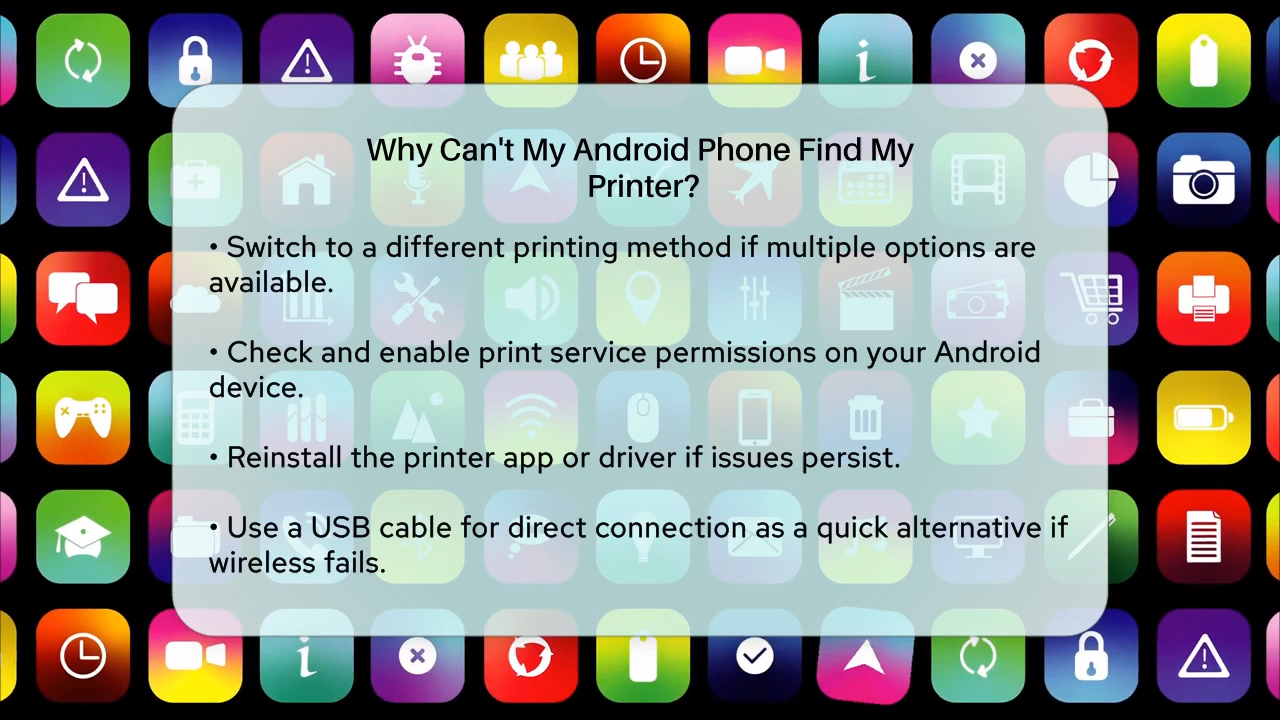 Why Can't My Android Phone Find My
Printer?
• Switch to a different printing method if multiple options are
available.
• Check and enable print service permissions on your Android
device.
• Reinstall the printer app or driver if issues persist.
• Use a USB cable for direct connection as a quick alternative if
wireless fails.